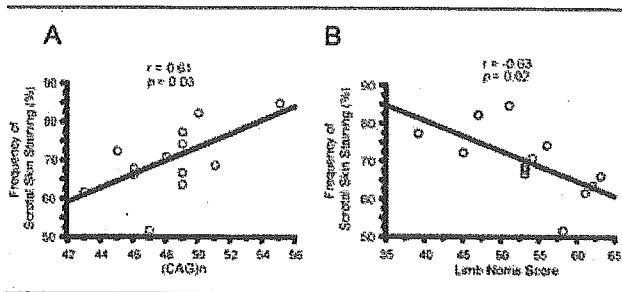 A
r = 0.61
p = 0.03
Frequency of
Scrotal Skin Staining (%)
90
80
70
60
50
42 44 46 48 50 52 54 56
(CAG)n
B
r = -0.63
p = 0.02
Frequency of
Scrotal Skin Staining (%)
90
80
70
60
50
35 40 45 50 55 60 65
Limb Norris Score